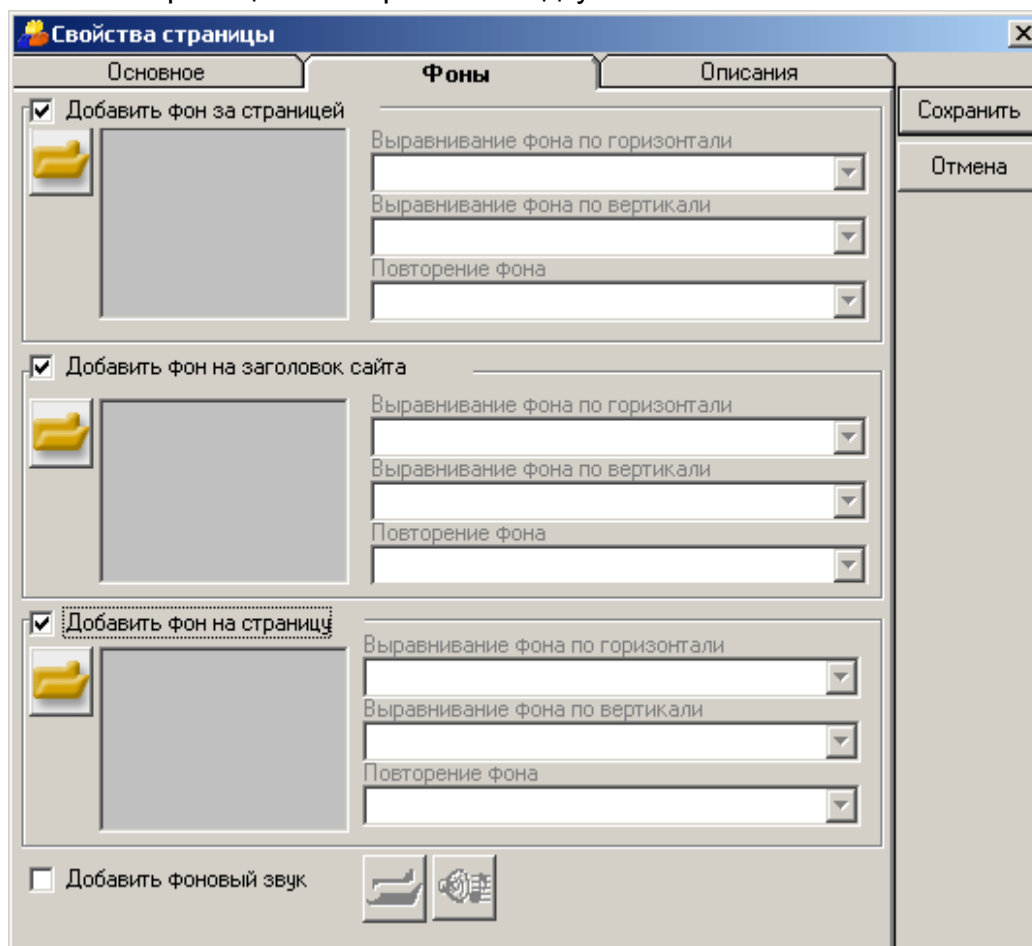 Свойства страницы
Основное Фоны Описания
Сохранить
Отмена
Добавить фон за страницей
Выравнивание фона по горизонтали
Выравнивание фона по вертикали
Повторение фона
Добавить фон на заголовок сайта
Выравнивание фона по горизонтали
Выравнивание фона по вертикали
Повторение фона
Добавить фон на страницу
Выравнивание фона по горизонтали
Выравнивание фона по вертикали
Повторение фона
Добавить фоновый звук